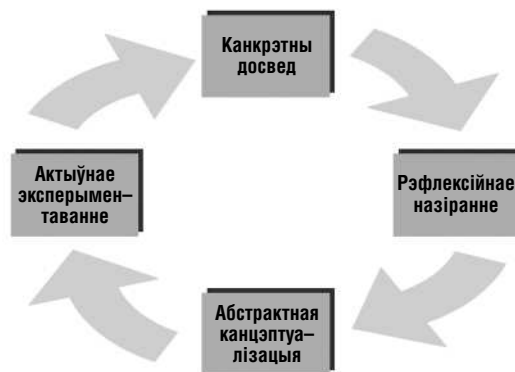 Канкрэтны
досвед
Рэфлексійнае
назіранне
Абстрактная
канцэптуа–
лізацыя
Актыўнае
эксперымен–
таванне